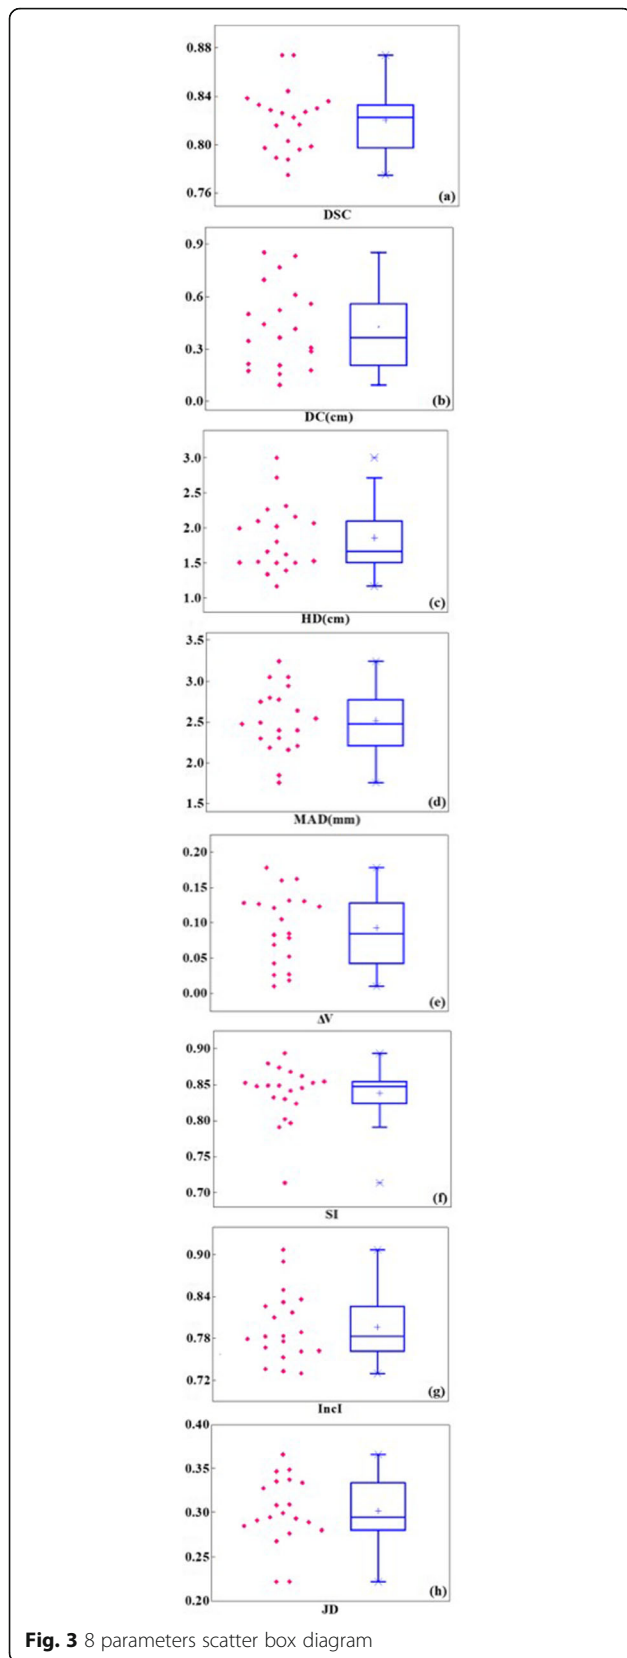 0.88
0.84
0.80
0.76
(a)
DSC
0.9
0.6
0.3
0.0
(b)
DC(cm)
3.0
2.5
2.0
1.5
1.0
(c)
HD(cm)
3.5
3.0
2.5
2.0
1.5
(d)
MAD(mm)
0.20
0.15
0.10
0.05
0.00
(e)
ΔV
0.90
0.85
0.80
0.75
0.70
(f)
SI
0.90
0.84
0.78
0.72
(g)
IncI
0.40
0.35
0.30
0.25
0.20
(h)
JD
Fig. 3 8 parameters scatter box diagram